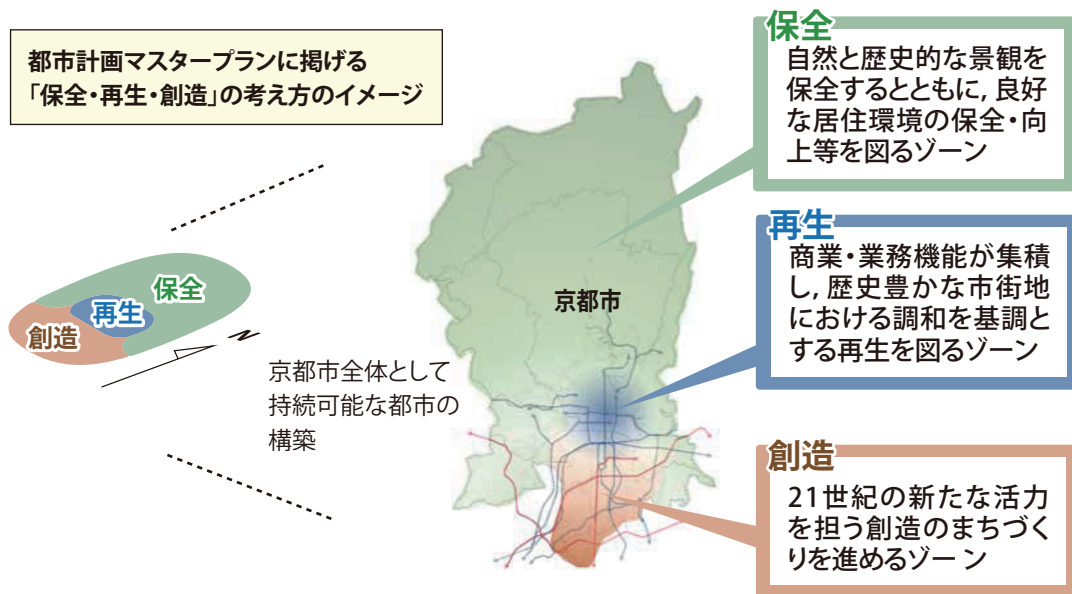 都市計画マスタープランに掲げる
「保全・再生・創造」の考え方のイメージ
保全
再生
創造
N
京都市全体として
持続可能な都市の
構築
京都市
保全
自然と歴史的な景観を
保全するとともに，良好
な居住環境の保全・向
上等を図るゾーン
再生
商業・業務機能が集積
し，歴史豊かな市街地
における調和を基調と
する再生を図るゾーン
創造
21世紀の新たな活力
を担う創造のまちづく
りを進めるゾーン